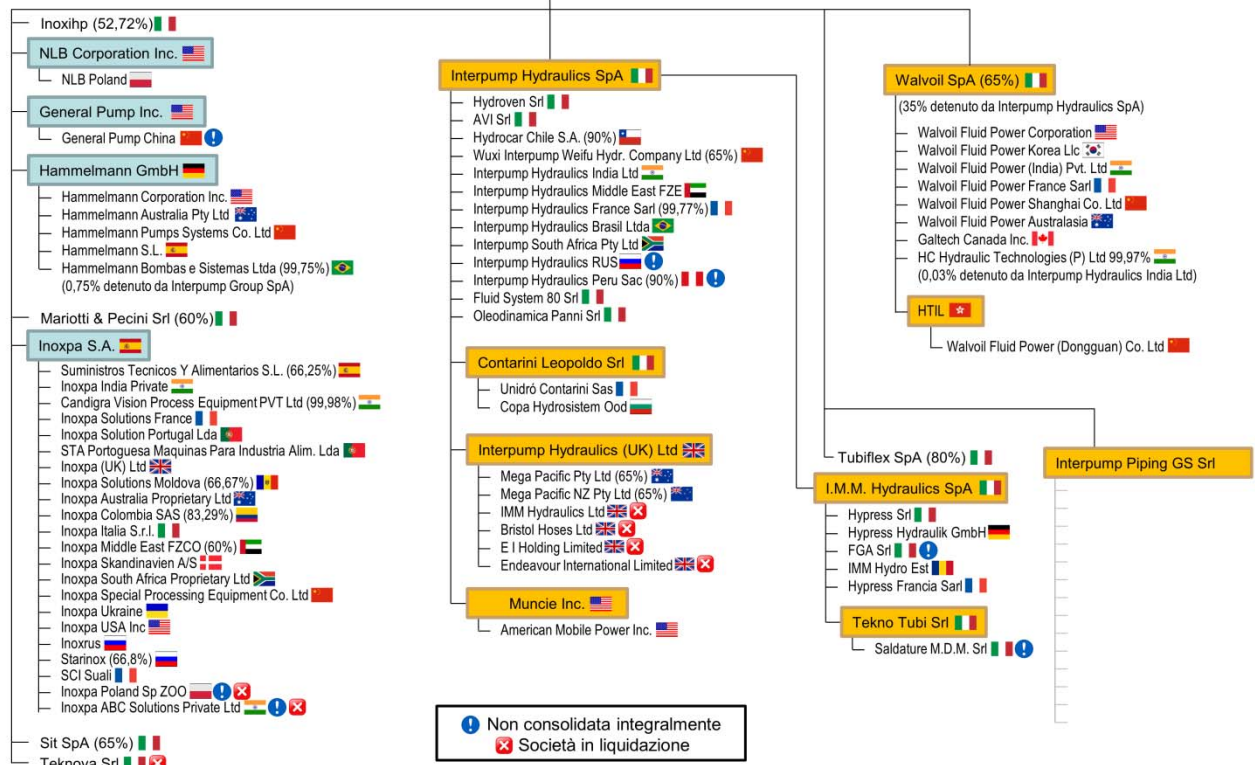 Inoxihp (52,72%)
NLB Corporation Inc.
NLB Poland
General Pump Inc.
General Pump China
Hammelmann GmbH
Hammelmann Corporation Inc.
Hammelmann Australia Pty Ltd
Hammelmann Pumps Systems Co. Ltd
Hammelmann S.L.
Hammelmann Bombas e Sistemas Ltda (99,75%)
(0,75% detenuto da Interpump Group SpA)
Mariotti & Pecini Srl (60%)
Inoxpa S.A.
Suministros Tecnicos Y Alimentarios S.L. (66,25%)
Inoxpa India Private
Candigra Vision Process Equipment PVT Ltd (99,98%)
Inoxpa Solutions France
Inoxpa Solution Portugal Lda
STA Portoguesa Maquinas Para Industria Alim. Lda
Inoxpa (UK) Ltd
Inoxpa Solutions Moldova (66,67%)
Inoxpa Australia Proprietary Ltd
Inoxpa Colombia SAS (83,29%)
Inoxpa Italia S.r.l.
Inoxpa Middle East FZCO (60%)
Inoxpa Skandinavien A/S
Inoxpa South Africa Proprietary Ltd
Inoxpa Special Processing Equipment Co. Ltd
Inoxpa Ukraine
Inoxpa USA Inc
Inoxrus
Starinox (66,8%)
SCI Suali
Inoxpa Poland Sp ZOO
Inoxpa ABC Solutions Private Ltd
Sit SpA (65%)
Teknova Srl
Interpump Hydraulics SpA
Hydroven Srl
AVI Srl
Hydrocar Chile S.A. (90%)
Wuxi Interpump Weifu Hydr. Company Ltd (65%)
Interpump Hydraulics India Ltd
Interpump Hydraulics Middle East FZE
Interpump Hydraulics France Sarl (99,77%)
Interpump Hydraulics Brasil Ltda
Interpump South Africa Pty Ltd
Interpump Hydraulics RUS
Interpump Hydraulics Peru Sac (90%)
Fluid System 80 Srl
Oleodinamica Panni Srl
Contarini Leopoldo Srl
Unidró Contarini Sas
Copa Hydrosistem Ood
Interpump Hydraulics (UK) Ltd
Mega Pacific Pty Ltd (65%)
Mega Pacific NZ Pty Ltd (65%)
IMM Hydraulics Ltd
Bristol Hoses Ltd
E I Holding Limited
Endeavour International Limited
Muncie Inc.
American Mobile Power Inc.
Non consolidata integralmente
Società in liquidazione
Walvoil SpA (65%)
(35% detenuto da Interpump Hydraulics SpA)
Walvoil Fluid Power Corporation
Walvoil Fluid Power Korea Llc
Walvoil Fluid Power (India) Pvt. Ltd
Walvoil Fluid Power France Sarl
Walvoil Fluid Power Shanghai Co. Ltd
Walvoil Fluid Power Australasia
Galtech Canada Inc.
HC Hydraulic Technologies (P) Ltd 99,97%
(0,03% detenuto da Interpump Hydraulics India Ltd)
HTIL
Walvoil Fluid Power (Dongguan) Co. Ltd
Tubiflex SpA (80%)
I.M.M. Hydraulics SpA
Hypress Srl
Hypress Hydraulik GmbH
FGA Srl
IMM Hydro Est
Hypress Francia Sarl
Tekno Tubi Srl
Saldature M.D.M. Srl
Interpump Piping GS Srl